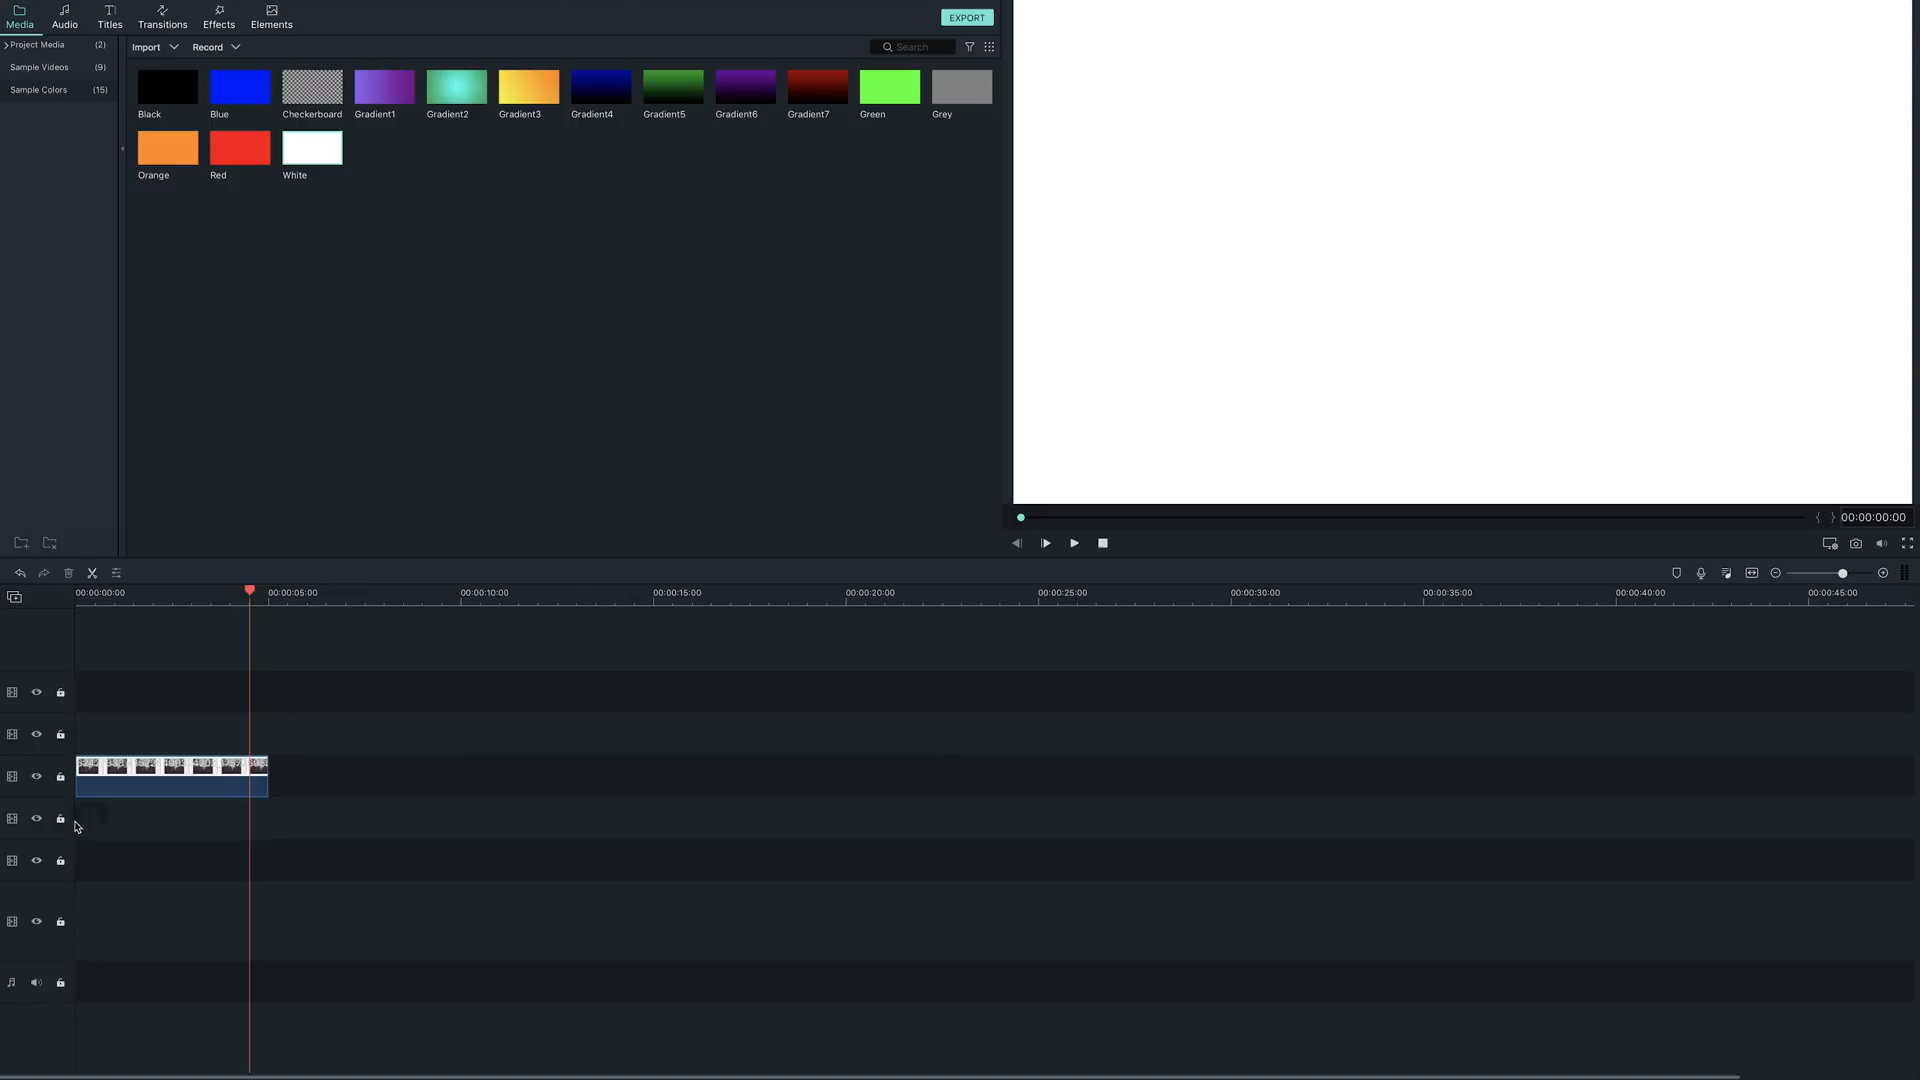 Media Audio Titles Transitions Effects Elements
EXPORT
Project Media (2)
Import Record
Search
Sample Videos (9)
Sample Colors (15)
Black Blue Checkerboard Gradient1 Gradient2 Gradient3 Gradient4 Gradient5 Gradient6 Gradient7 Green Grey
Orange Red White
{ } 00:00:00:00
00:00:00:00 00:00:05:00 00:00:10:00 00:00:15:00 00:00:20:00 00:00:25:00 00:00:30:00 00:00:35:00 00:00:40:00 00:00:45:00